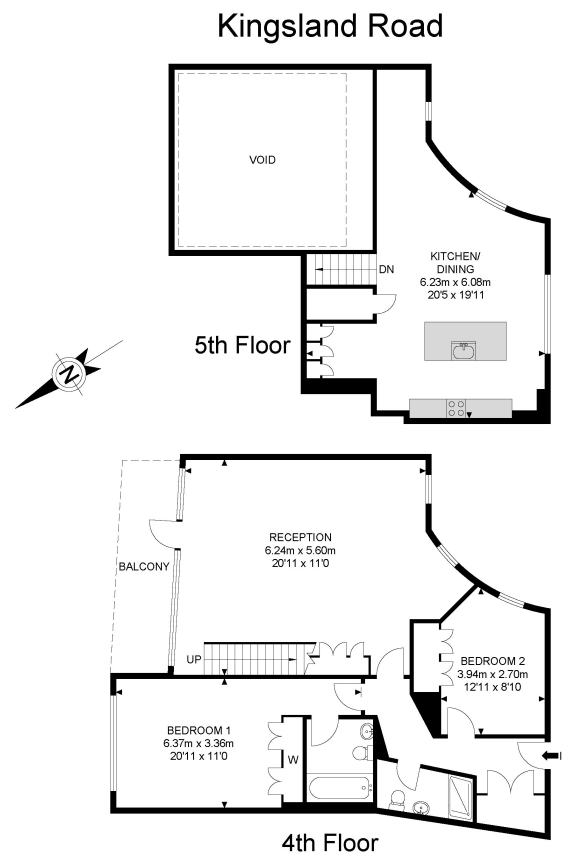 Kingsland Road
VOID
KITCHEN/
DINING
6.23m x 6.08m
20'5 x 19'11
DN
5th Floor
N
RECEPTION
6.24m x 5.60m
20'11 x 11'0
BALCONY
UP
BEDROOM 2
3.94m x 2.70m
12'11 x 8'10
BEDROOM 1
6.37m x 3.36m
20'11 x 11'0
W
4th Floor